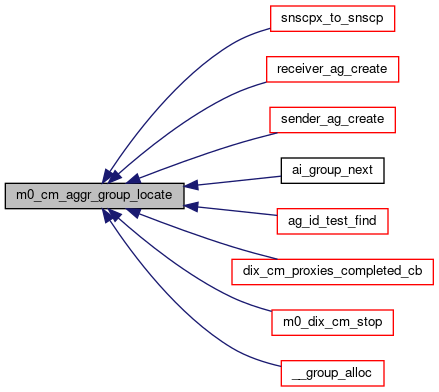 snscpx_to_snscp
receiver_ag_create
sender_ag_create
ai_group_next
m0_cm_aggr_group_locate
ag_id_test_find
dix_cm_proxies_completed_cb
m0_dix_cm_stop
__group_alloc